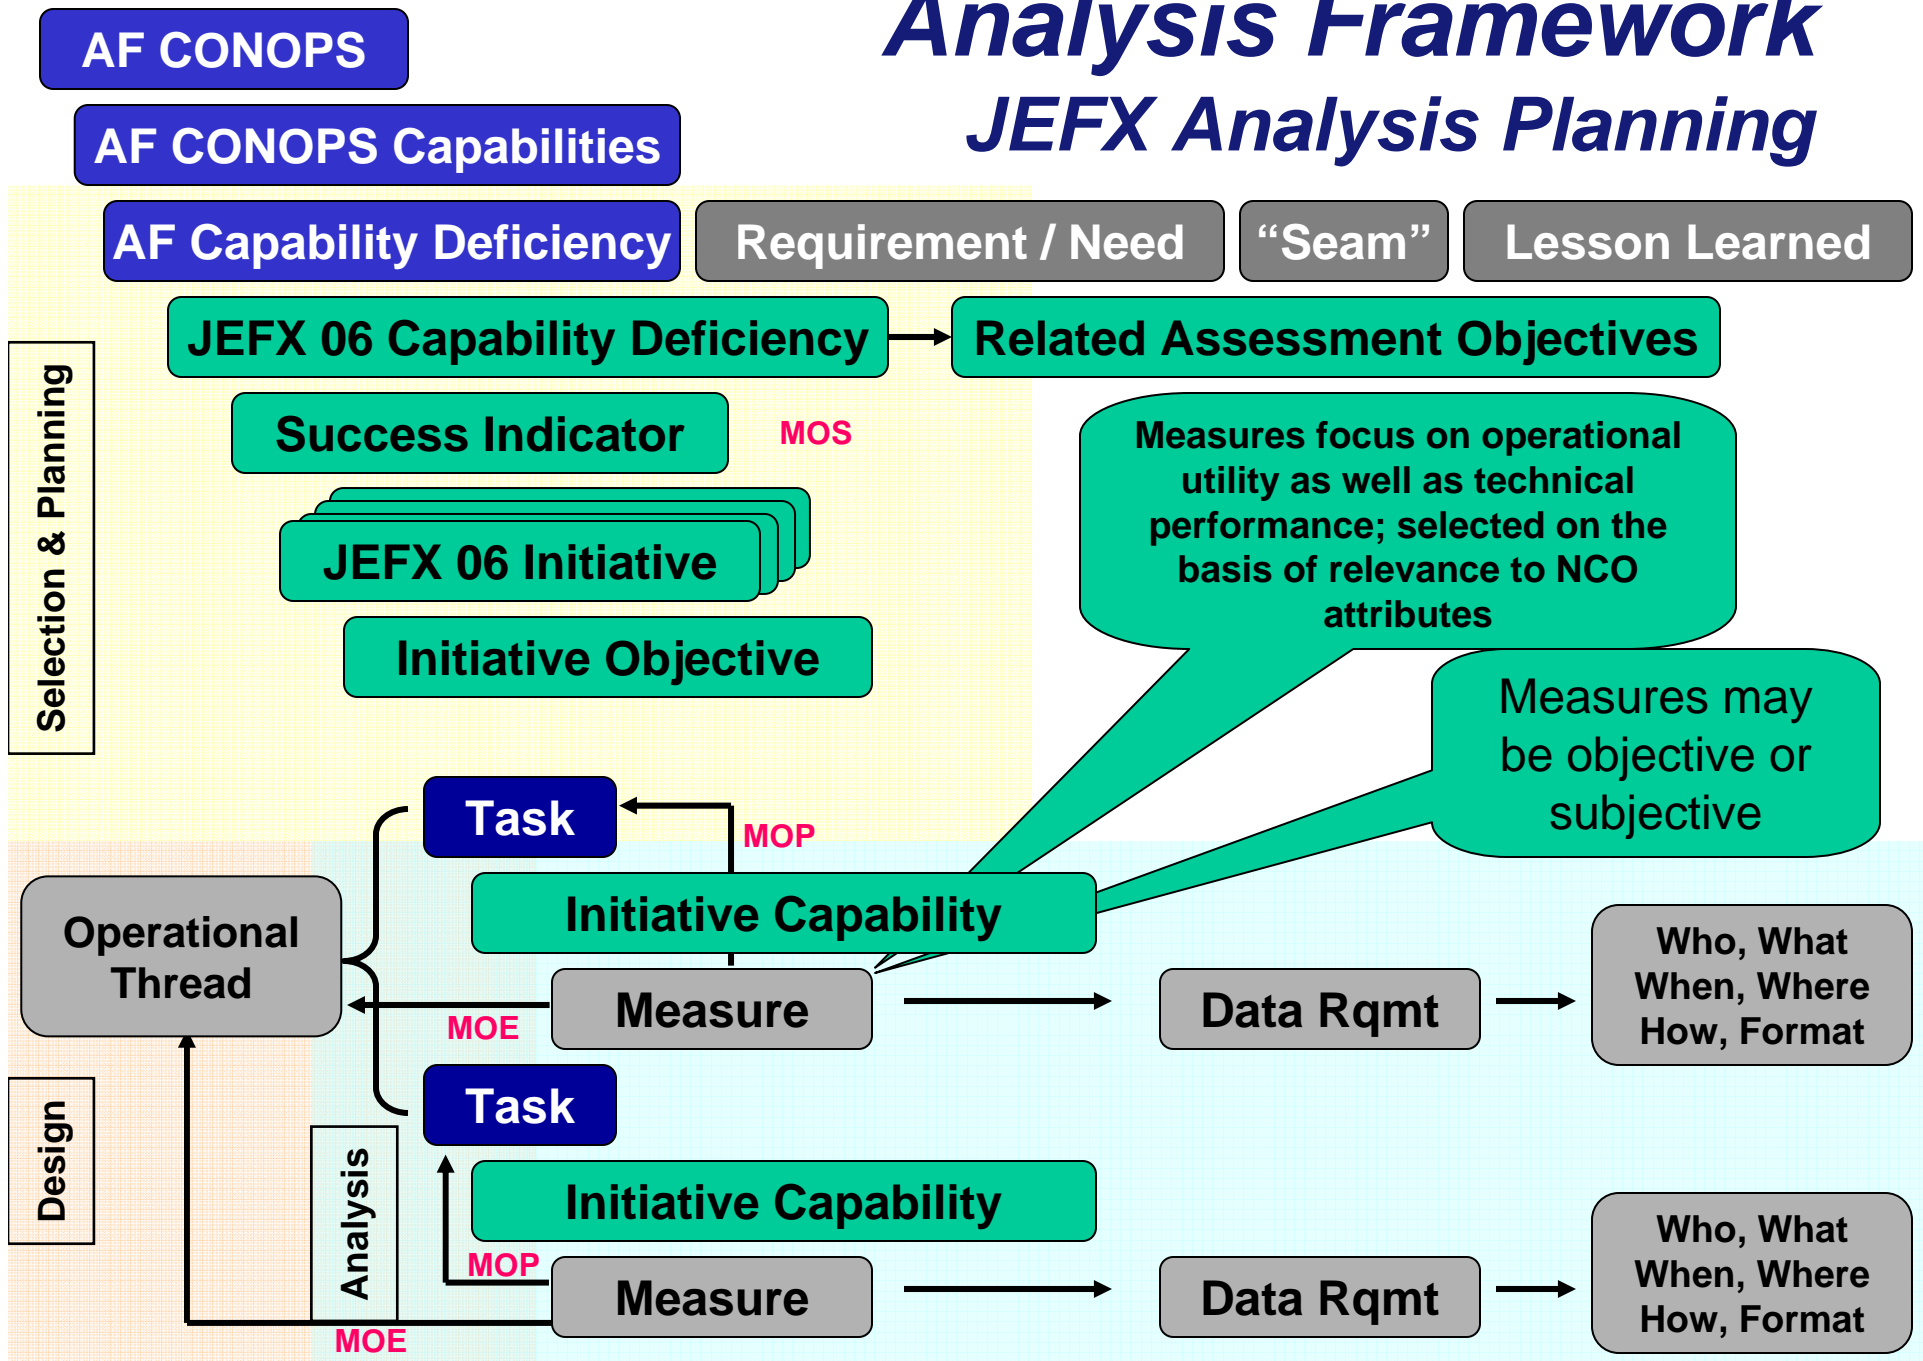 Analysis Framework
JEFX Analysis Planning
AF CONOPS
AF CONOPS Capabilities
AF Capability Deficiency
Requirement / Need
“Seam”
Lesson Learned
JEFX 06 Capability Deficiency
Related Assessment Objectives
Selection & Planning
Success Indicator
MOS
Measures focus on operational
utility as well as technical
performance; selected on the
basis of relevance to NCO
attributes
JEFX 06 Initiative
Initiative Objective
Measures may
be objective or
subjective
Task
MOP
Initiative Capability
Operational
Thread
MOE
Measure
Data Rqmt
Who, What
When, Where
How, Format
Task
Design
Analysis
Initiative Capability
MOP
Measure
Data Rqmt
Who, What
When, Where
How, Format
MOE